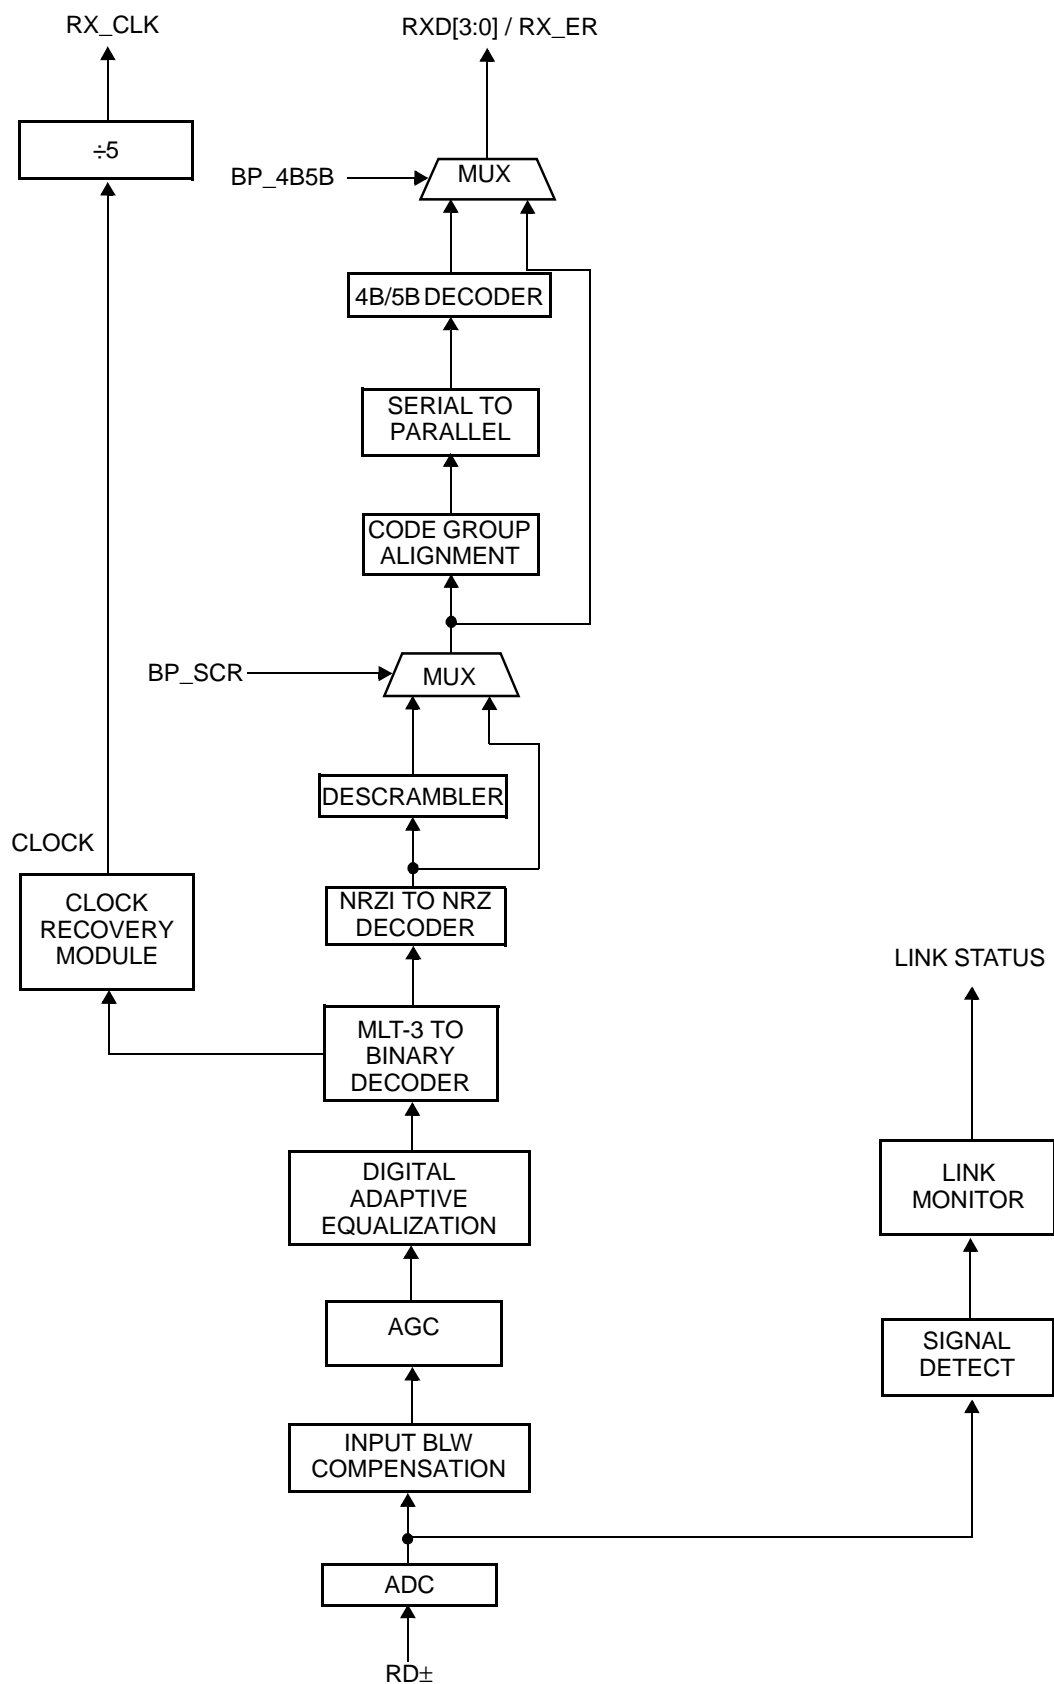 RX_CLK
RXD[3:0] / RX_ER
÷5
BP_4B5B
MUX
4B/5B DECODER
SERIAL TO
PARALLEL
CODE GROUP
ALIGNMENT
BP_SCR
MUX
DESCRAMBLER
CLOCK
CLOCK
RECOVERY
MODULE
NRZI TO NRZ
DECODER
LINK STATUS
MLT-3 TO
BINARY
DECODER
DIGITAL
ADAPTIVE
EQUALIZATION
LINK
MONITOR
AGC
SIGNAL
DETECT
INPUT BLW
COMPENSATION
ADC
RD±